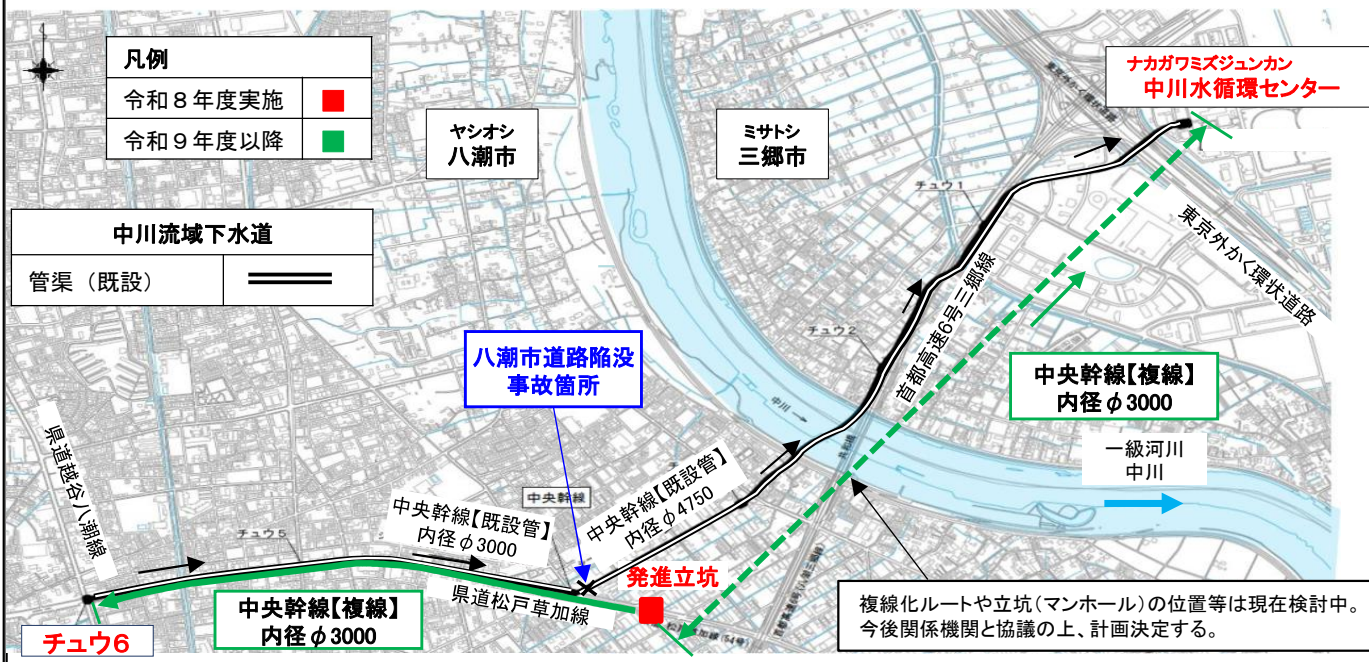 凡例
令和８年度実施
令和９年度以降
中川流域下水道
管渠（既設）
ヤシオシ
八潮市
ミサトシ
三郷市
ナカガワミズジュンカン
中川水循環センター
東京外かく環状道路
チュウ1
東京外かく環状道路
首都高速6号三郷線
チュウ2
八潮市道路陥没
事故箇所
中央幹線【複線】
内径φ3000
一級河川
中川
中川
県道越谷八潮線
中央幹線
中央幹線【既設管】
内径φ4750
中央幹線【既設管】
内径φ3000
チュウ5
発進立坑
県道松戸草加線
中央幹線【複線】
内径φ3000
チュウ6
複線化ルートや立坑（マンホール）の位置等は現在検討中。
今後関係機関と協議の上、計画決定する。